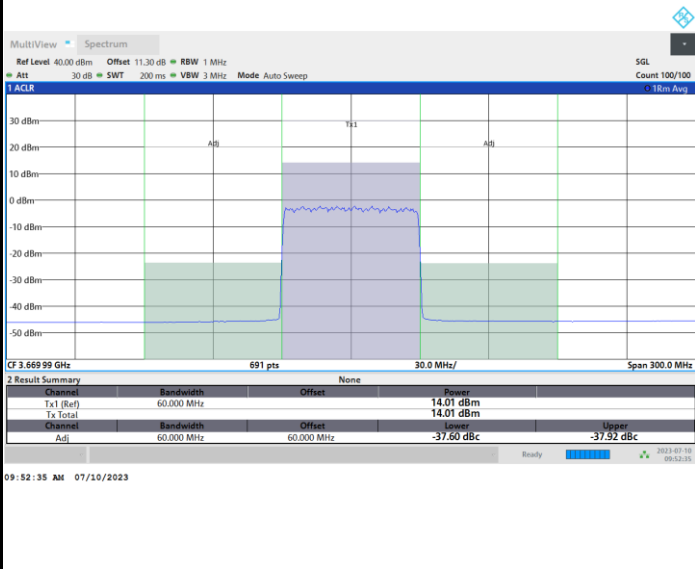 MultiView Spectrum
Ref Level 40.00 dBm Offset 11.30 dB RBW 1 MHz SGL
Att 30 dB SWT 200 ms VBW 3 MHz Mode Auto Sweep Count 100/100
1 ACLR 1Rm Avg
30 dBm
Tx1
20 dBm
Adj Adj
10 dBm
0 dBm
-10 dBm
-20 dBm
-30 dBm
-40 dBm
-50 dBm
CF 3.669 99 GHz 691 pts 30.0 MHz/ Span 300.0 MHz
2 Result Summary None
Channel Bandwidth Offset Power
Tx1 (Ref) 60.000 MHz 14.01 dBm
Tx Total 14.01 dBm
Channel Bandwidth Offset Lower Upper
Adj 60.000 MHz 60.000 MHz -37.60 dBc -37.92 dBc
Ready 2023-07-10
09:52:35
09:52:35 AM 07/10/2023